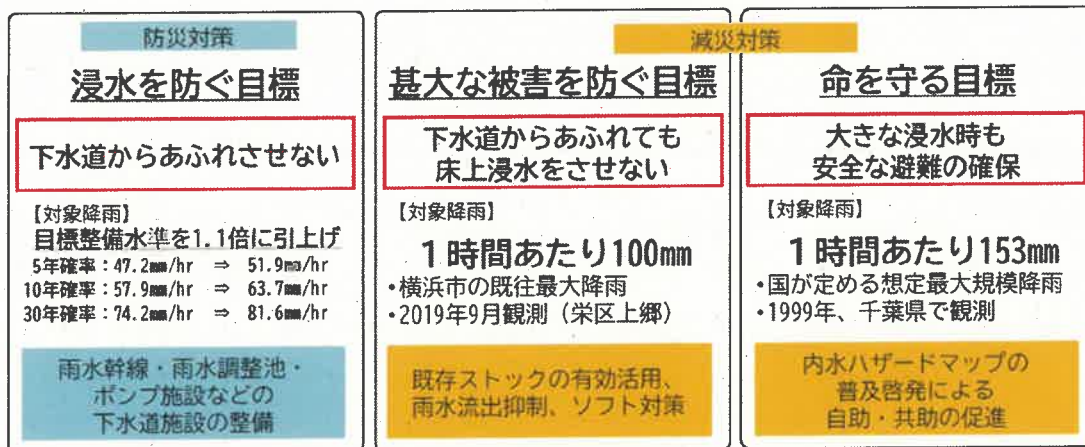 防災対策
浸水を防ぐ目標
下水道からあふれさせない
【対象降雨】
目標整備水準を1.1倍に引上げ
5年確率：47.2mm/hr ⇒ 51.9mm/hr
10年確率：57.9mm/hr ⇒ 63.7mm/hr
30年確率：74.2mm/hr ⇒ 81.6mm/hr
雨水幹線・雨水調整池・
ポンプ施設などの
下水道施設の整備
減災対策
甚大な被害を防ぐ目標
下水道からあふれても
床上浸水をさせない
【対象降雨】
１時間あたり100mm
・横浜市の既往最大降雨
・2019年9月観測（栄区上郷）
既存ストックの有効活用、
雨水流出抑制、ソフト対策
命を守る目標
大きな浸水時も
安全な避難の確保
【対象降雨】
１時間あたり153mm
・国が定める想定最大規模降雨
・1999年、千葉県で観測
内水ハザードマップの
普及啓発による
自助・共助の促進